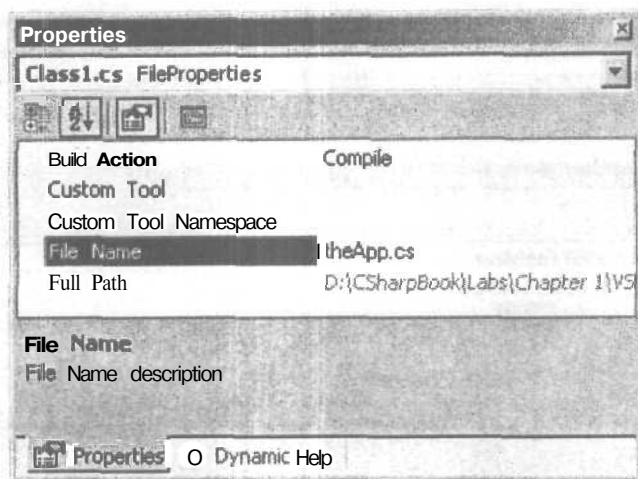 Properties
Class1.cs FileProperties
Build Action Compile
Custom Tool
Custom Tool Namespace
File Name theApp.cs
Full Path D:\CSharpBook\Labs\Chapter 1\VS
File Name
File Name description
Properties O Dynamic Help